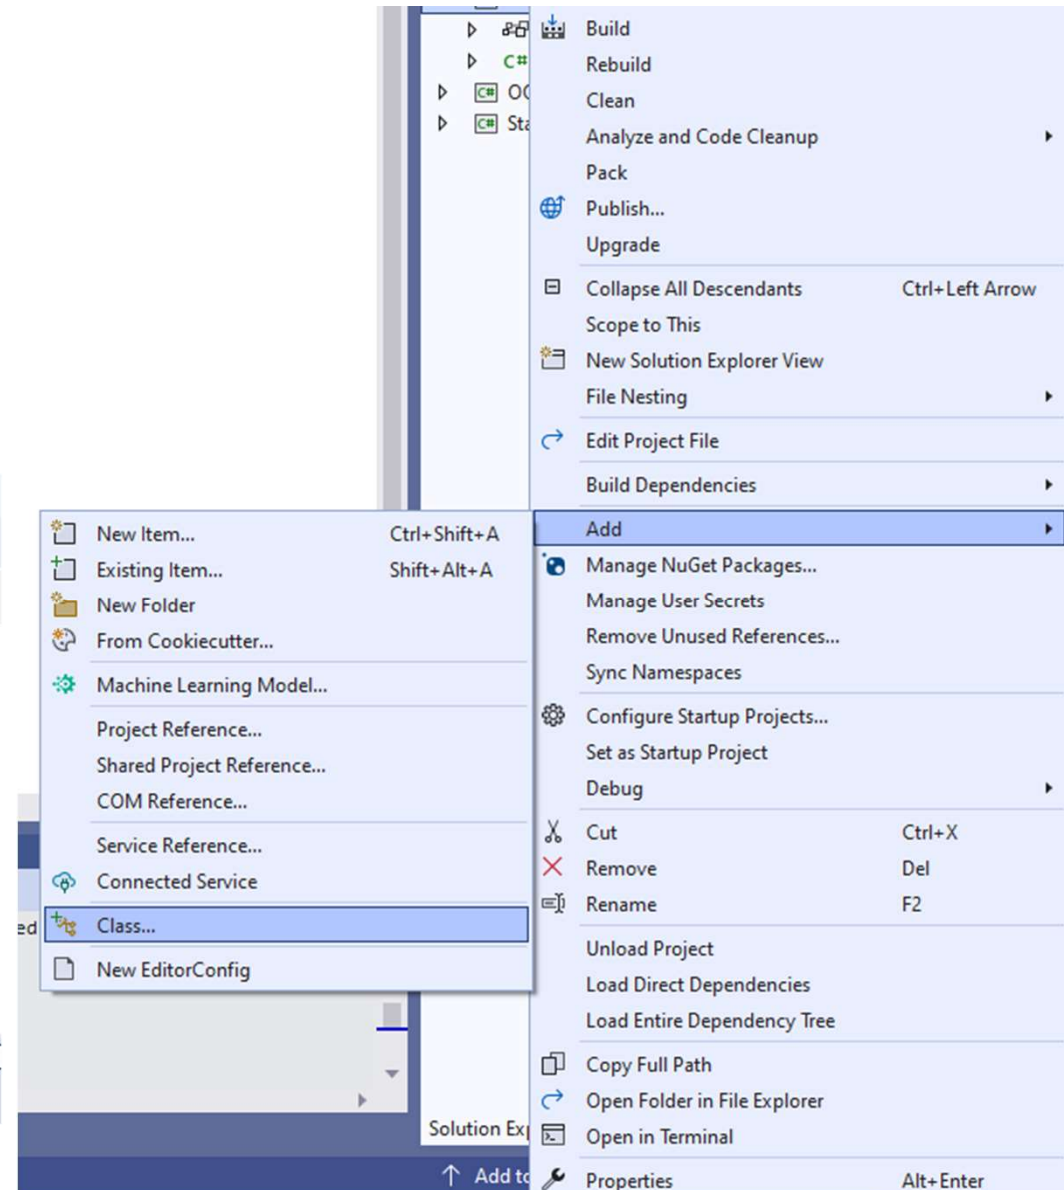 C#
C# OC
C# Sta
Build
Rebuild
Clean
Analyze and Code Cleanup
Pack
Publish...
Upgrade
Collapse All Descendants Ctrl+Left Arrow
Scope to This
New Solution Explorer View
File Nesting
Edit Project File
Build Dependencies
Add
Manage NuGet Packages...
Manage User Secrets
Remove Unused References...
Sync Namespaces
Configure Startup Projects...
Set as Startup Project
Debug
Cut Ctrl+X
Remove Del
Rename F2
Unload Project
Load Direct Dependencies
Load Entire Dependency Tree
Copy Full Path
Open Folder in File Explorer
Open in Terminal
Properties Alt+Enter
New Item... Ctrl+Shift+A
Existing Item... Shift+Alt+A
New Folder
From Cookiecutter...
Machine Learning Model...
Project Reference...
Shared Project Reference...
COM Reference...
Service Reference...
Connected Service
Class...
New EditorConfig
ed
Solution Exp
Add to